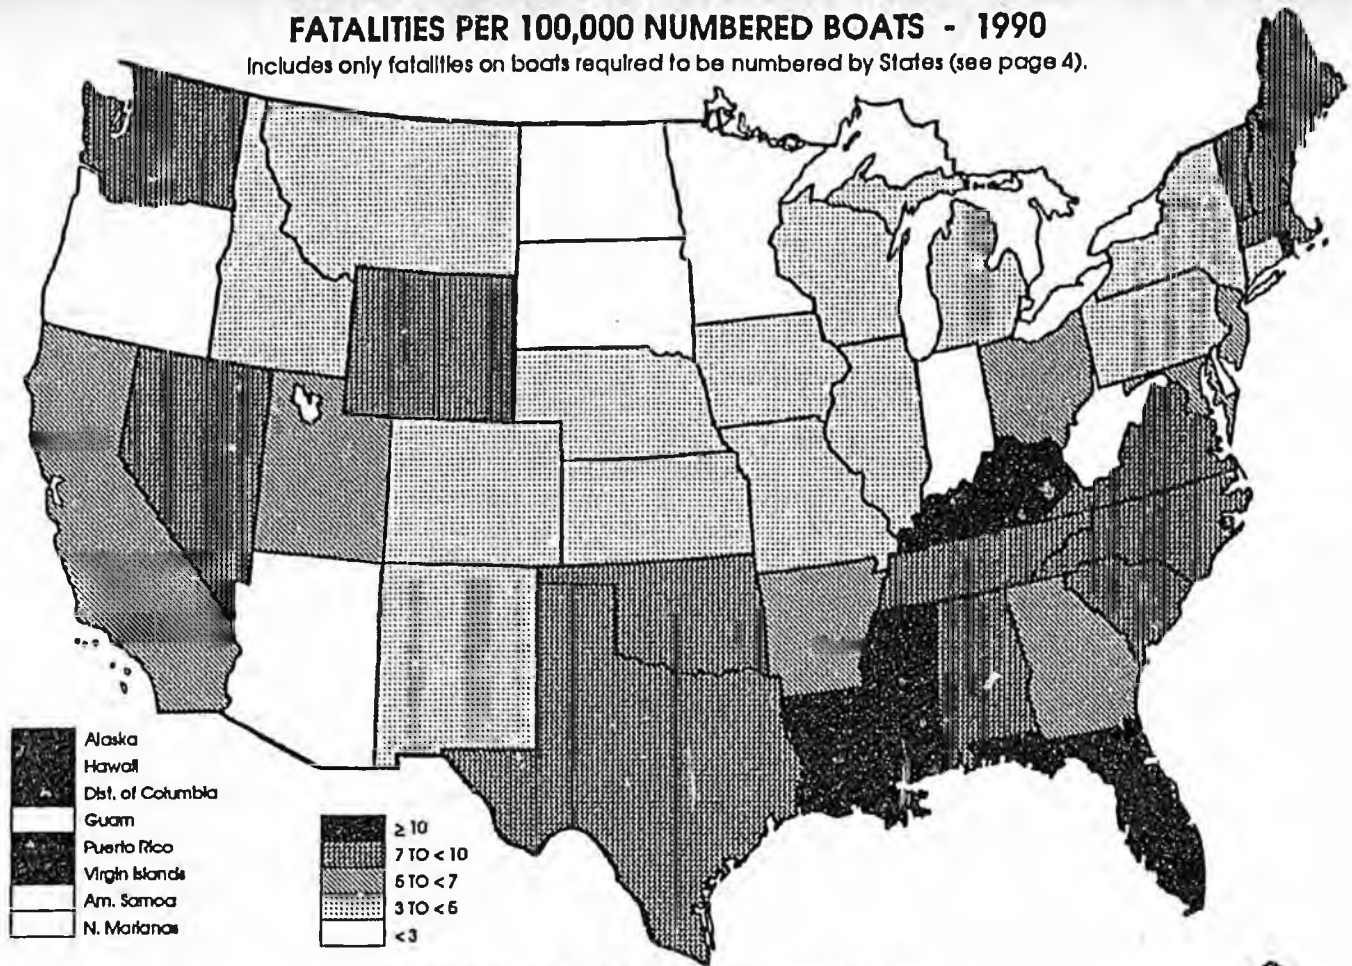 FATALITIES PER 100,000 NUMBERED BOATS - 1990
Includes only fatalities on boats required to be numbered by States (see page 4).
Alaska
Hawaii
Dist. of Columbia
Guam
Puerto Rico
Virgin Islands
Am. Samoa
N. Marianas
≥ 10
7 TO < 10
5 TO < 7
3 TO < 5
< 3